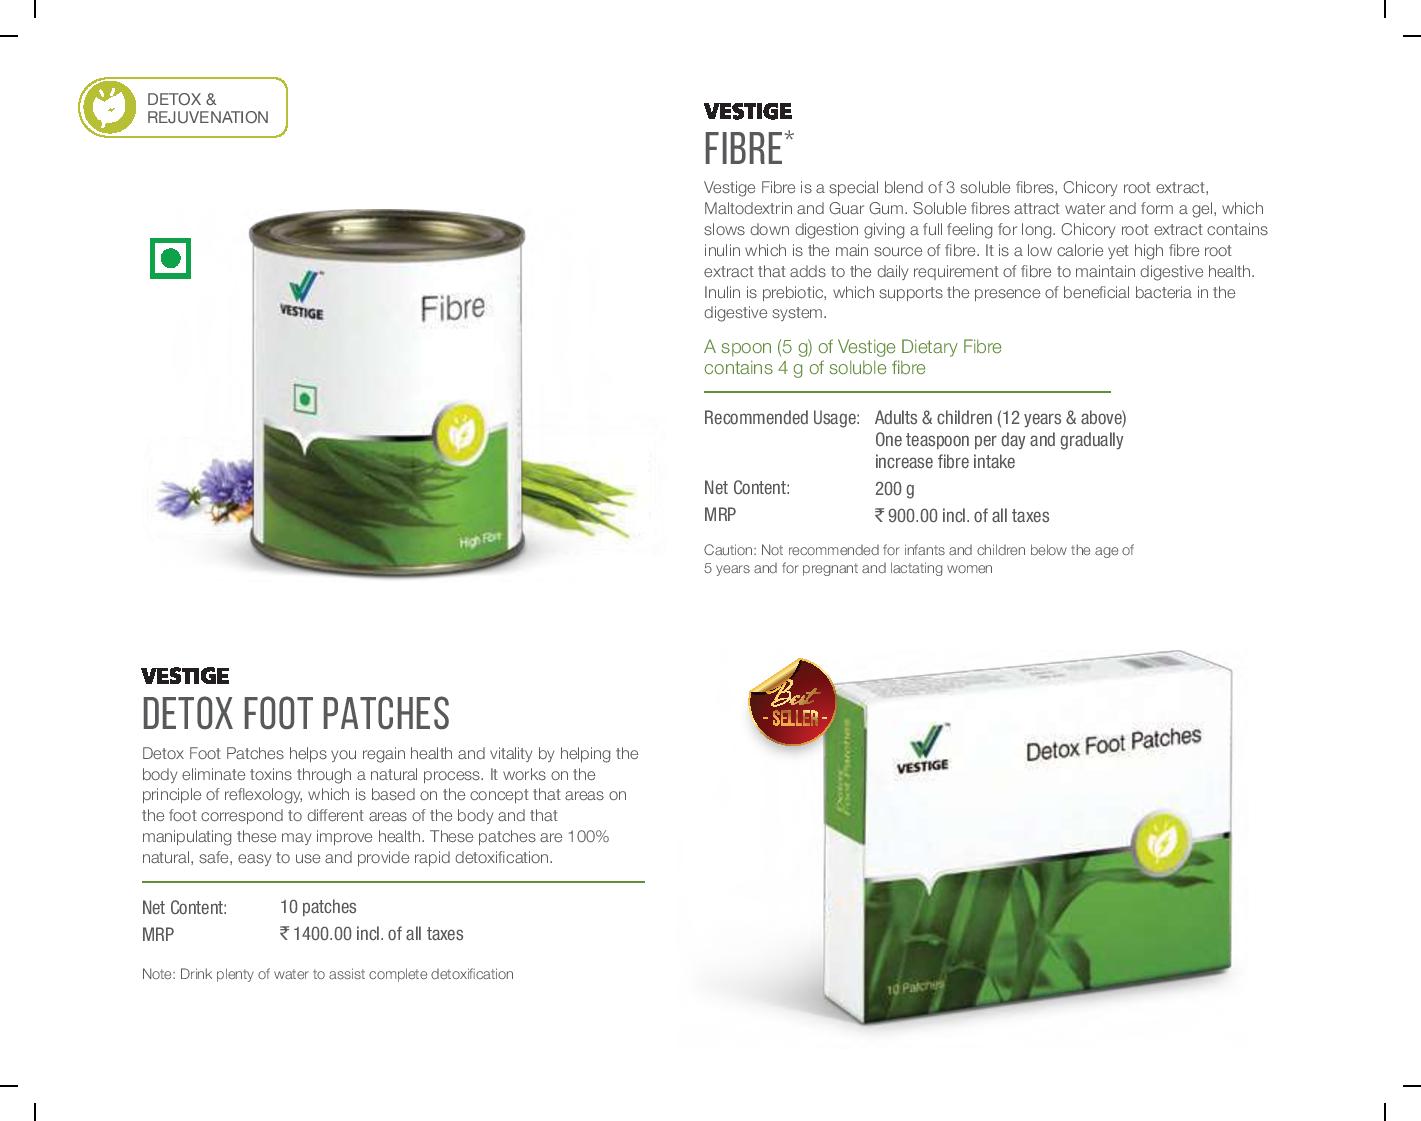 DETOX &
REJUVENATION
VESTIGE
FIBRE*
Vestige Fibre is a special blend of 3 soluble fibres, Chicory root extract,
Maltodextrin and Guar Gum. Soluble fibres attract water and form a gel, which
slows down digestion giving a full feeling for long. Chicory root extract contains
inulin which is the main source of fibre. It is a low calorie yet high fibre root
extract that adds to the daily requirement of fibre to maintain digestive health.
Inulin is prebiotic, which supports the presence of beneficial bacteria in the
digestive system.
A spoon (5 g) of Vestige Dietary Fibre
contains 4 g of soluble fibre
Recommended Usage: Adults & children (12 years & above)
One teaspoon per day and gradually
increase fibre intake
Net Content: 200 g
MRP ₹ 900.00 incl. of all taxes
Caution: Not recommended for infants and children below the age of
5 years and for pregnant and lactating women
VESTIGE
Fibre
High Fibre
VESTIGE
DETOX FOOT PATCHES
Detox Foot Patches helps you regain health and vitality by helping the
body eliminate toxins through a natural process. It works on the
principle of reflexology, which is based on the concept that areas on
the foot correspond to different areas of the body and that
manipulating these may improve health. These patches are 100%
natural, safe, easy to use and provide rapid detoxification.
Net Content: 10 patches
MRP ₹ 1400.00 incl. of all taxes
Note: Drink plenty of water to assist complete detoxification
Best
- SELLER -
Detox
Foot Patches
VESTIGE
Detox Foot Patches
10 Patches